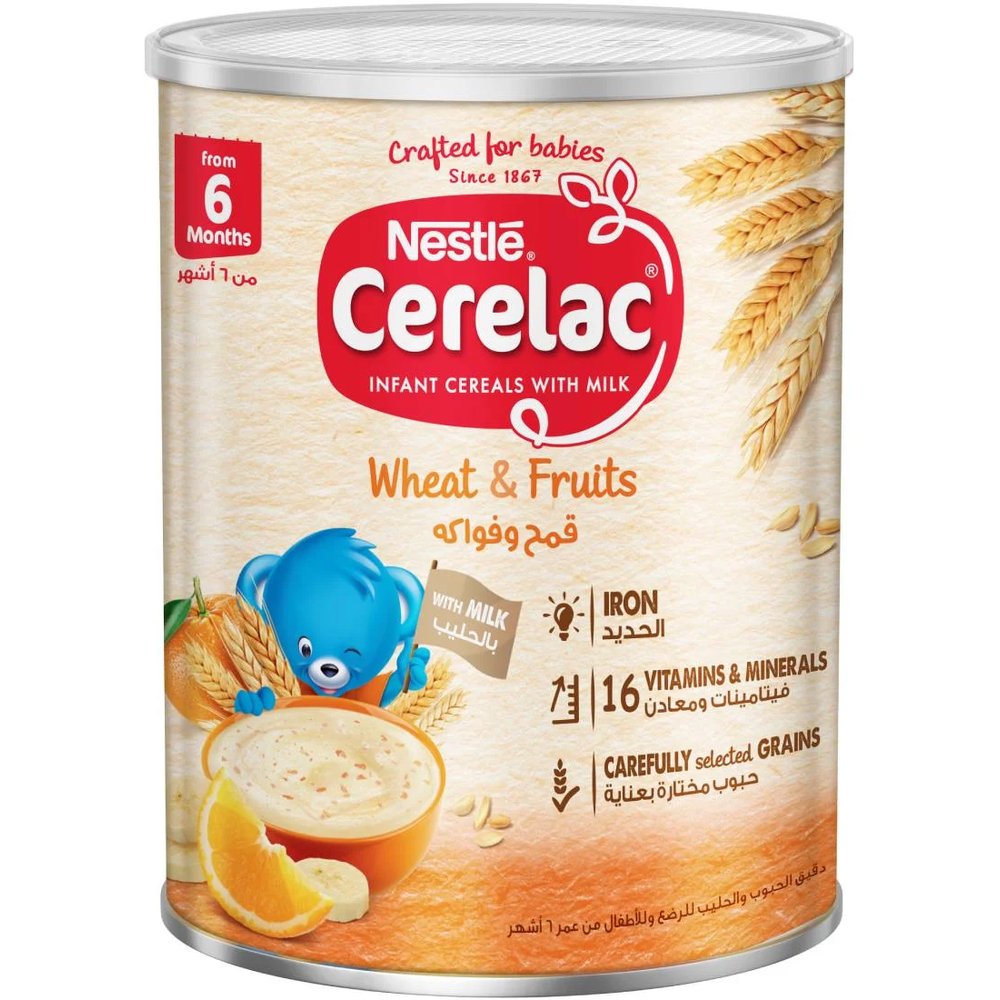 Crafted for babies
Since 1867
from
6
Months
من ٦ أشهر
Nestlé®
Cerelac®
INFANT CEREALS WITH MILK
Wheat & Fruits
قمح وفواكه
WITH MILK
بالحليب
IRON
الحديد
16 VITAMINS & MINERALS
فيتامينات ومعادن
CAREFULLY selected GRAINS
حبوب مختارة بعناية
دقيق الحبوب والحليب للرضع وللأطفال من عمر ٦ أشهر